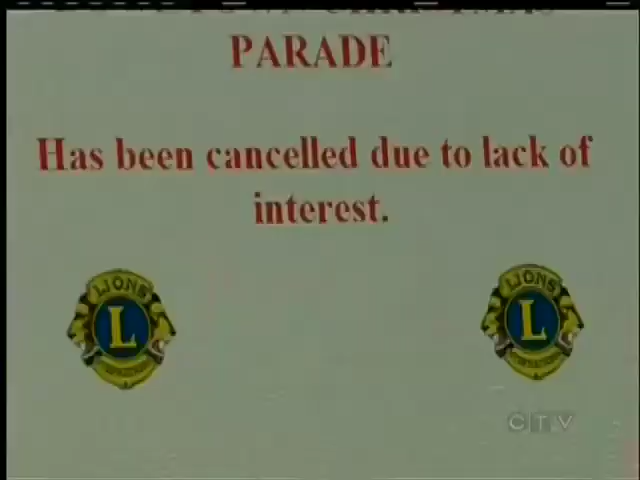 PARADE
Has been cancelled due to lack of
interest.
LIONS
L
LIONS
L
CTV